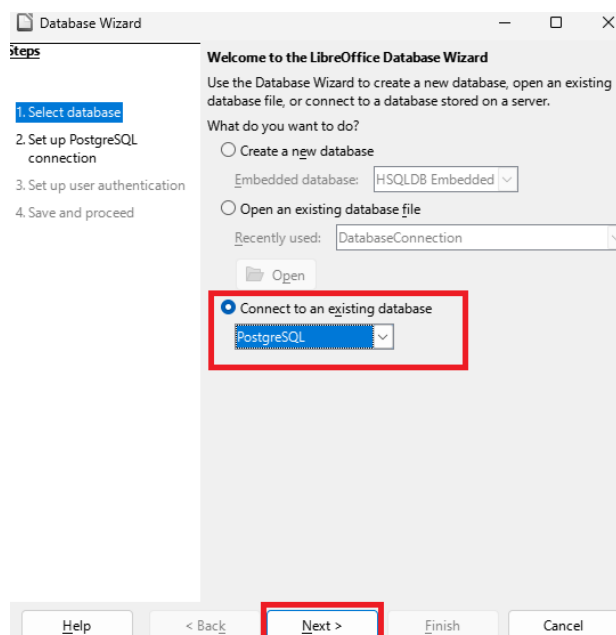 Database Wizard
Steps
1. Select database
2. Set up PostgreSQL
connection
3. Set up user authentication
4. Save and proceed
Welcome to the LibreOffice Database Wizard
Use the Database Wizard to create a new database, open an existing
database file, or connect to a database stored on a server.
What do you want to do?
Create a new database
Embedded database: HSQLDB Embedded
Open an existing database file
Recently used: DatabaseConnection
Open
Connect to an existing database
PostgreSQL
Help < Back Next > Finish Cancel